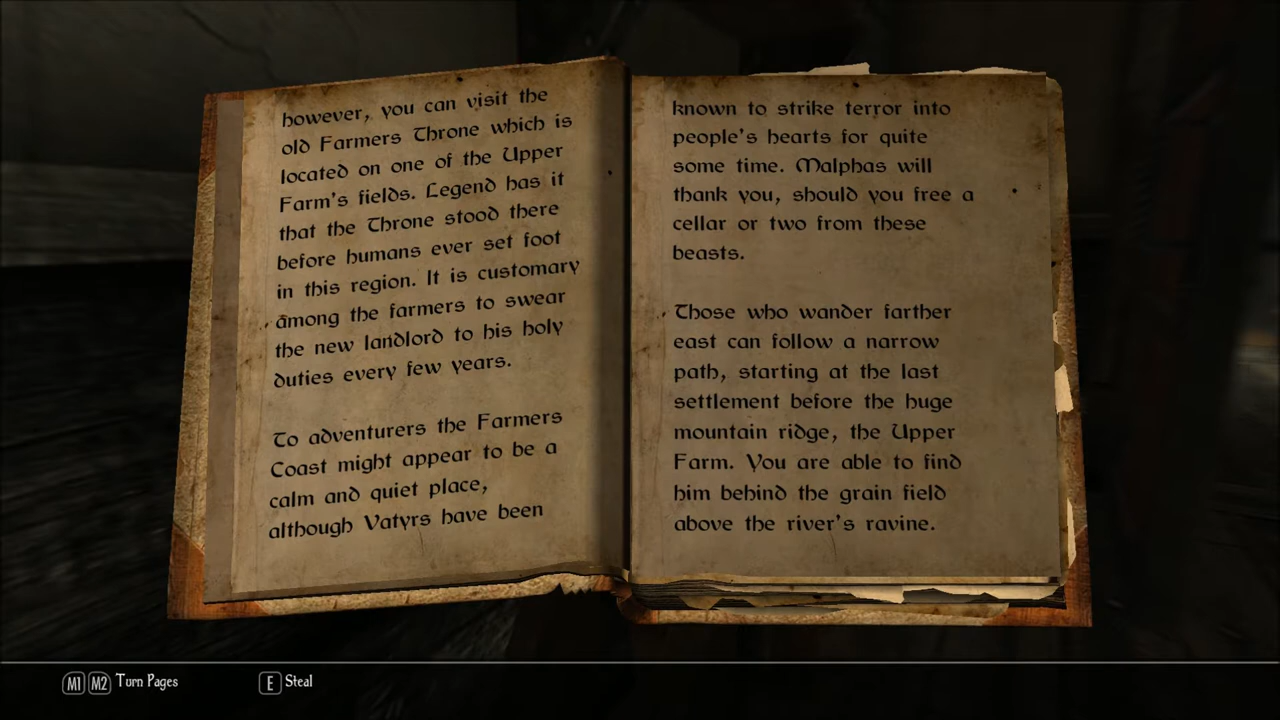 however, you can visit the
old Farmers Throne which is
located on one of the Upper
Farm's fields. Legend has it
that the Throne stood there
before humans ever set foot
in this region. It is customary
among the farmers to swear
the new landlord to his holy
duties every few years.
To adventurers the Farmers
Coast might appear to be a
calm and quiet place,
although Vatyrs have been
known to strike terror into
people's hearts for quite
some time. Malphas will
thank you, should you free a
cellar or two from these
beasts.
Those who wander farther
east can follow a narrow
path, starting at the last
settlement before the huge
mountain ridge, the Upper
Farm. You are able to find
him behind the grain field
above the river's ravine.
M1 M2 Turn Pages
E Steal